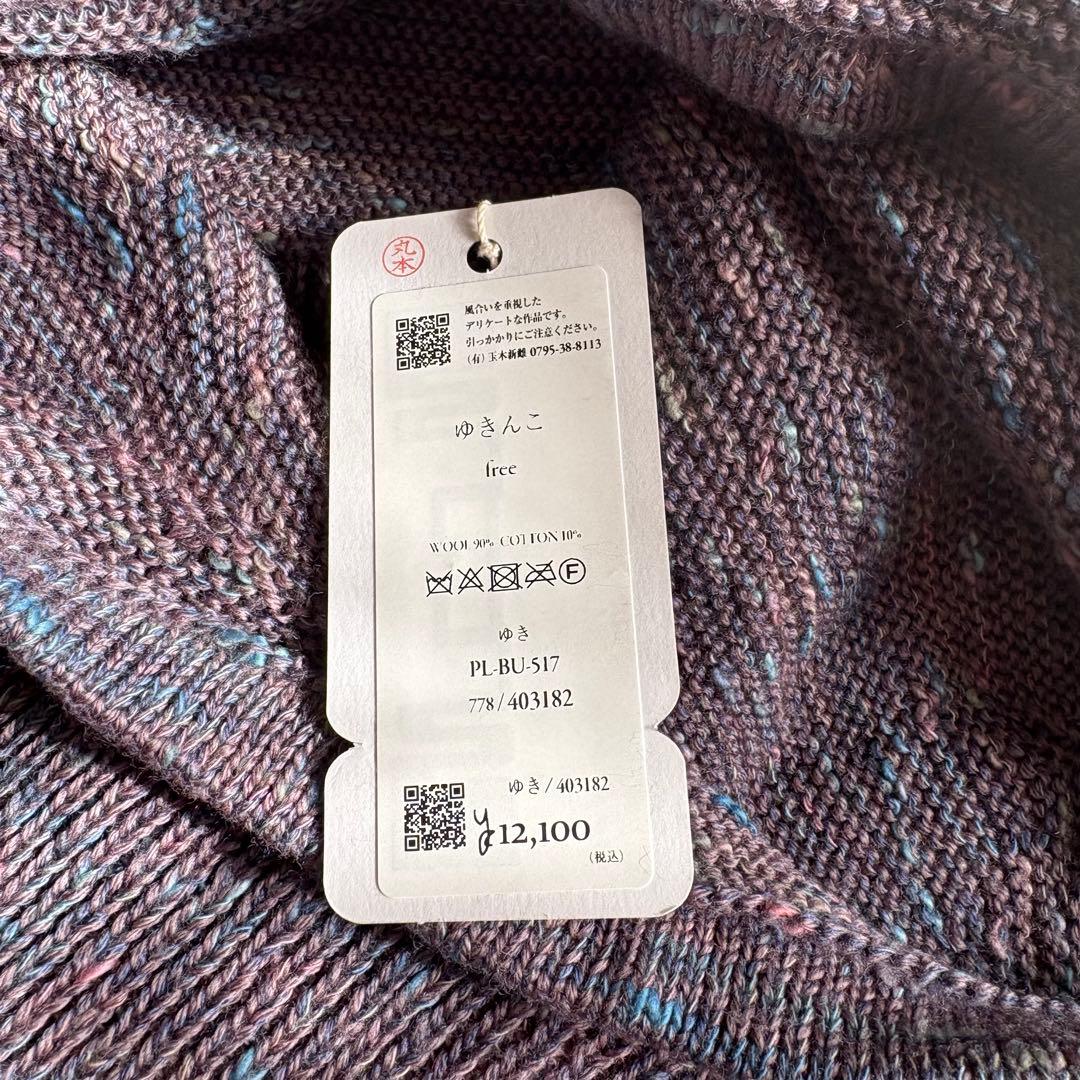 丸
本
風合いを重視した
デリケートな作品です。
引っかかりにご注意ください。
(有) 玉木新雌 0795-38-8113
ゆきんこ
free
WOOL 90% COTTON 10%
F
ゆき
PL-BU-517
778/403182
ゆき/403182
¥12,100
(税込)